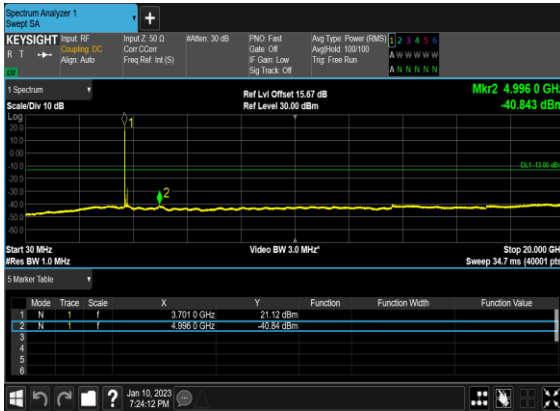 Spectrum Analyzer 1
Swept SA
+
KEYSIGHT
R T
Input: RF
Coupling: DC
Align: Auto
Input Z: 50 Ω
Corr CCorr
Freq Ref: Int (S)
#Atten: 30 dB
PNO: Fast
Gate: Off
IF Gain: Low
Sig Track: Off
Avg Type: Power (RMS)
Avg|Hold: 100/100
Trig: Free Run
1 2 3 4 5 6
A W W W W W
A N N N N N
1 Spectrum
Scale/Div 10 dB
Ref Lvl Offset 15.67 dB
Ref Level 30.00 dBm
Mkr2 4.996 0 GHz
-40.843 dBm
Log
20.0
10.0
0.00
-10.0
-20.0
-30.0
-40.0
-50.0
-60.0
1
2
DL1 -13.00 dBm
Start 30 MHz
#Res BW 1.0 MHz
Video BW 3.0 MHz*
Stop 20.000 GHz
Sweep 34.7 ms (40001 pts)
5 Marker Table
Mode Trace Scale X Y Function Function Width Function Value
1 N 1 f 3.701 0 GHz 21.12 dBm
2 N 1 f 4.996 0 GHz -40.84 dBm
3
4
5
6
?
Jan 10, 2023
7:24:12 PM